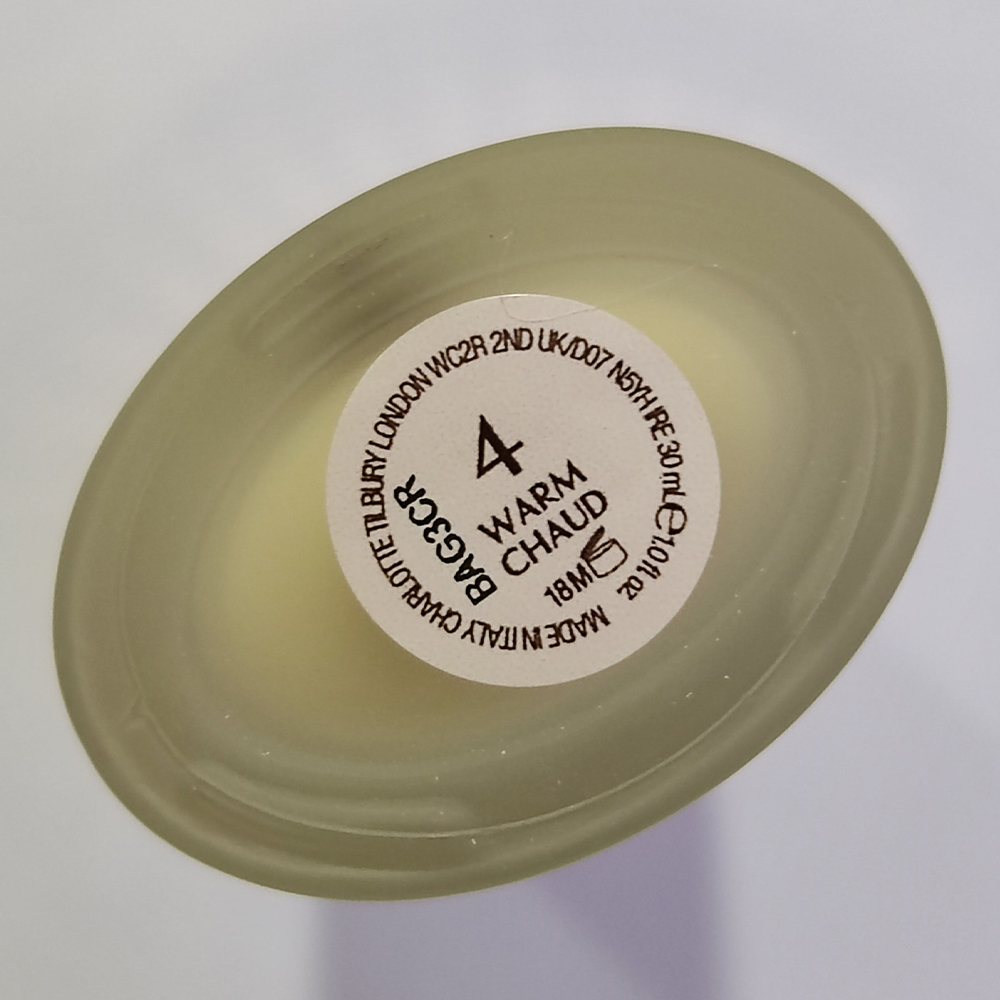 CHARLOTTE TILBURY LONDON WC2R 2ND UK/D07 N5YH IRE 30 mL ℮ 1.0 fl oz
MADE IN ITALY
4
WARM
CHAUD
18M
BAG3CR